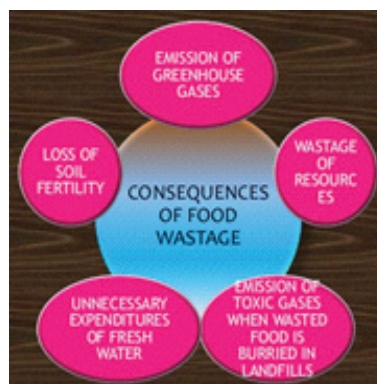 EMISSION OF
GREENHOUSE
GASES
LOSS OF
SOIL
FERTILITY
WASTAGE
OF
RESOURC
ES
CONSEQUENCES
OF FOOD
WASTAGE
UNNECESSARY
EXPENDITURES
OF FRESH
WATER
EMISSION OF
TOXIC GASES
WHEN WASTED
FOOD IS
BURRIED IN
LANDFILLS